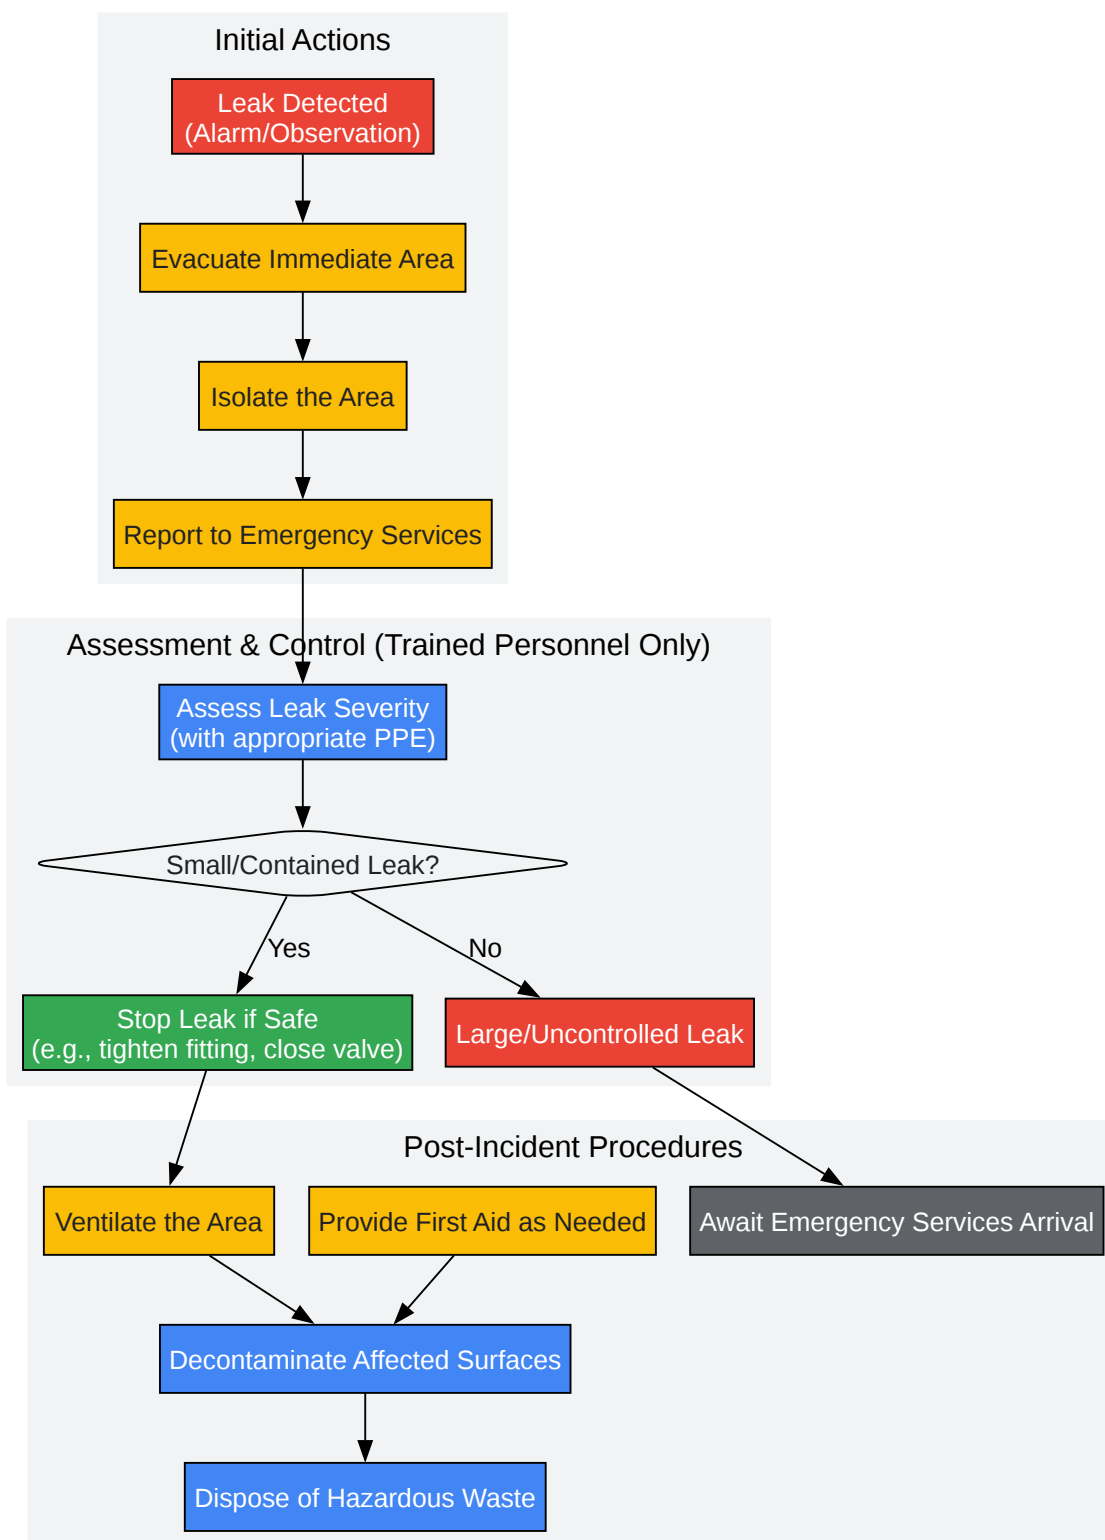 Initial Actions
Leak Detected
(Alarm/Observation)
Evacuate Immediate Area
Isolate the Area
Report to Emergency Services
Assessment & Control (Trained Personnel Only)
Assess Leak Severity
(with appropriate PPE)
Small/Contained Leak?
Yes
No
Stop Leak if Safe
(e.g., tighten fitting, close valve)
Large/Uncontrolled Leak
Post-Incident Procedures
Ventilate the Area
Provide First Aid as Needed
Await Emergency Services Arrival
Decontaminate Affected Surfaces
Dispose of Hazardous Waste